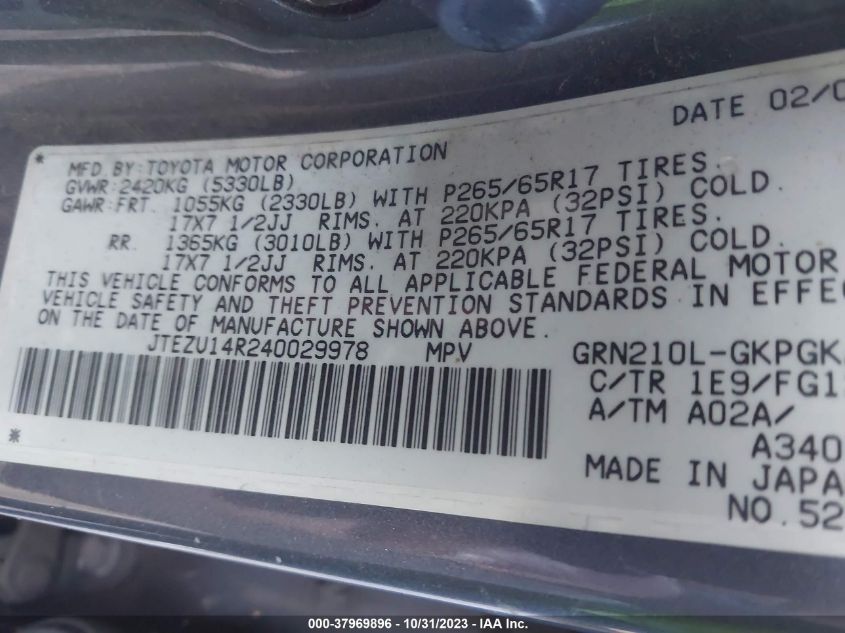 DATE 02/0
* MFD.BY:TOYOTA MOTOR CORPORATION
GVWR:2420KG (5330LB)
GAWR:FRT. 1055KG (2330LB) WITH P265/65R17 TIRES.
17X7 1/2JJ RIMS. AT 220KPA (32PSI) COLD.
RR. 1365KG (3010LB) WITH P265/65R17 TIRES.
17X7 1/2JJ RIMS. AT 220KPA (32PSI) COLD.
THIS VEHICLE CONFORMS TO ALL APPLICABLE FEDERAL MOTOR
VEHICLE SAFETY AND THEFT PREVENTION STANDARDS IN EFFE
ON THE DATE OF MANUFACTURE SHOWN ABOVE.
JTEZU14R240029978 MPV GRN210L-GKPGK
C/TR 1E9/FG1
A/TM A02A/
*
A340
MADE IN JAPA
NO.52
000-37969896 - 10/31/2023 - IAA Inc.